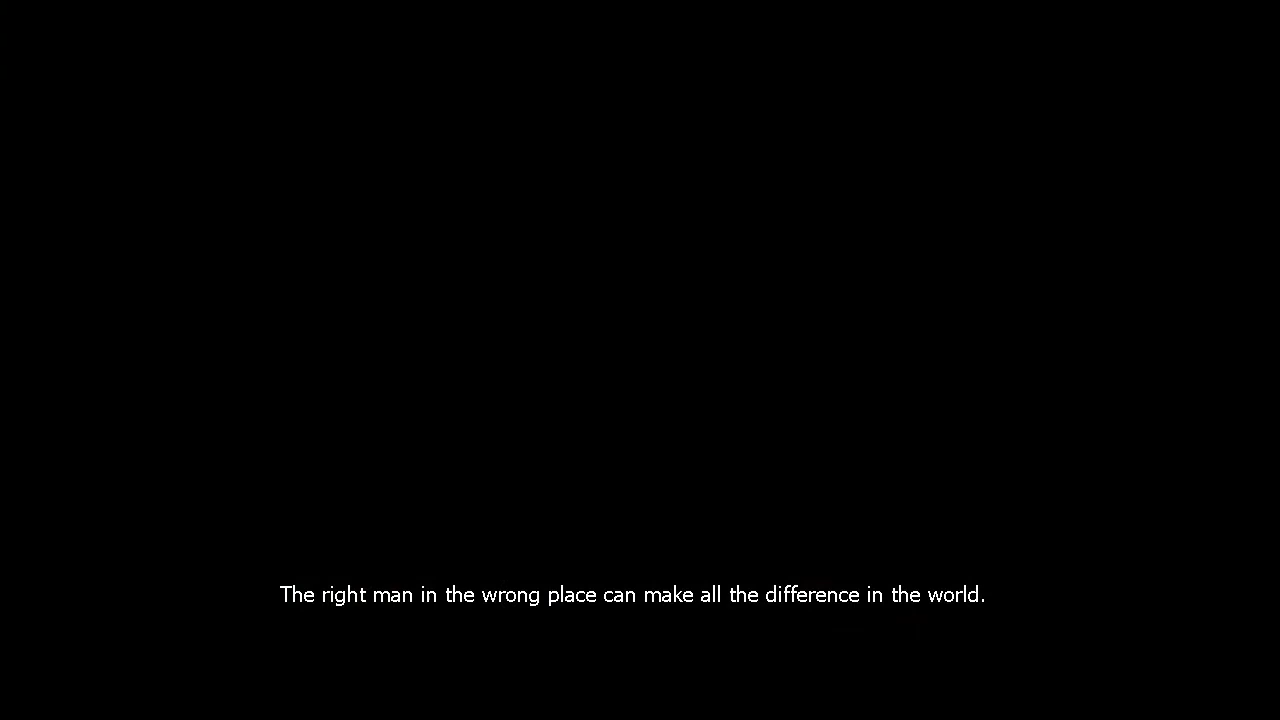 The right man in the wrong place can make all the difference in the world.